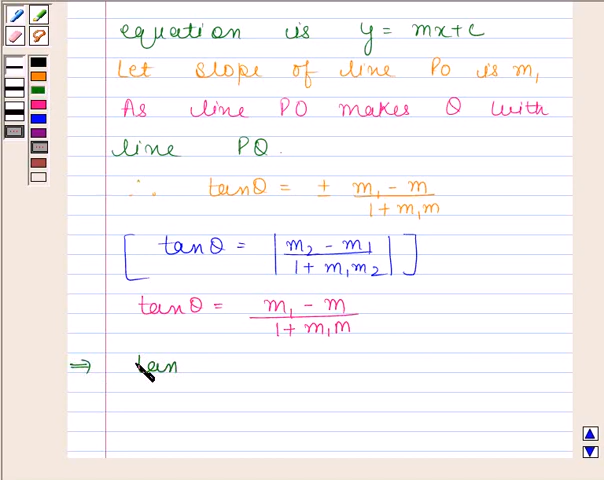 equation is y = mx+c
Let slope of line PO is m₁
As line PO makes θ with
line PQ.
∴ tanθ = ± m₁ - m / 1 + m₁m
[ tanθ = | m₂ - m₁ / 1 + m₁m₂ | ]
tanθ = m₁ - m / 1 + m₁m
⇒ tan